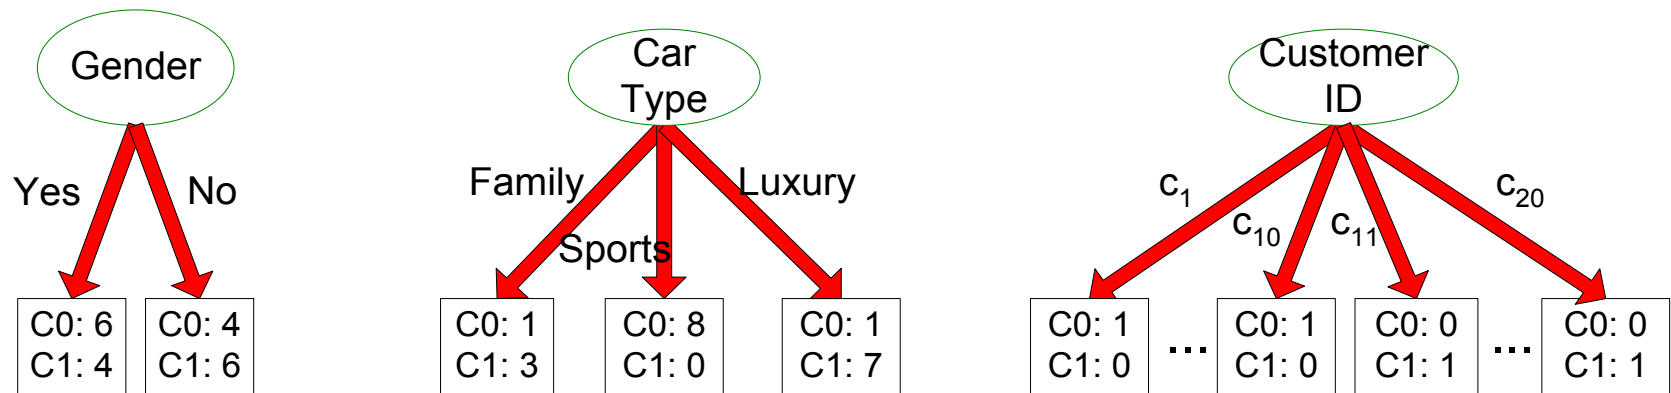 Gender
Yes
No
C0: 6
C1: 4
C0: 4
C1: 6
Car
Type
Family
Sports
Luxury
C0: 1
C1: 3
C0: 8
C1: 0
C0: 1
C1: 7
Customer
ID
c1
c10
c11
c20
C0: 1
C1: 0
...
C0: 1
C1: 0
C0: 0
C1: 1
...
C0: 0
C1: 1